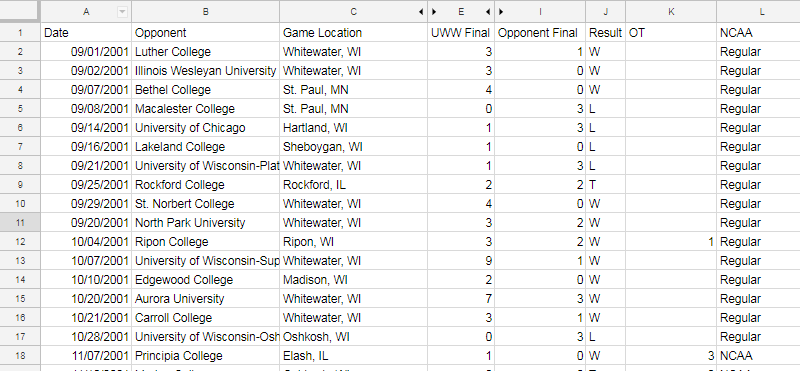 A B C E I J K L
1 Date Opponent Game Location UWW Final Opponent Final Result OT NCAA
2 09/01/2001 Luther College Whitewater, WI 3 1 W Regular
3 09/02/2001 Illinois Wesleyan University Whitewater, WI 3 0 W Regular
4 09/07/2001 Bethel College St. Paul, MN 4 0 W Regular
5 09/08/2001 Macalester College St. Paul, MN 0 3 L Regular
6 09/14/2001 University of Chicago Hartland, WI 1 3 L Regular
7 09/16/2001 Lakeland College Sheboygan, WI 1 0 L Regular
8 09/21/2001 University of Wisconsin-Plat Whitewater, WI 1 3 L Regular
9 09/25/2001 Rockford College Rockford, IL 2 2 T Regular
10 09/29/2001 St. Norbert College Whitewater, WI 4 0 W Regular
11 09/20/2001 North Park University Whitewater, WI 3 2 W Regular
12 10/04/2001 Ripon College Ripon, WI 3 2 W 1 Regular
13 10/07/2001 University of Wisconsin-Sup Whitewater, WI 9 1 W Regular
14 10/10/2001 Edgewood College Madison, WI 2 0 W Regular
15 10/20/2001 Aurora University Whitewater, WI 7 3 W Regular
16 10/21/2001 Carroll College Whitewater, WI 3 1 W Regular
17 10/28/2001 University of Wisconsin-Osh Oshkosh, WI 0 3 L Regular
18 11/07/2001 Principia College Elash, IL 1 0 W 3 NCAA